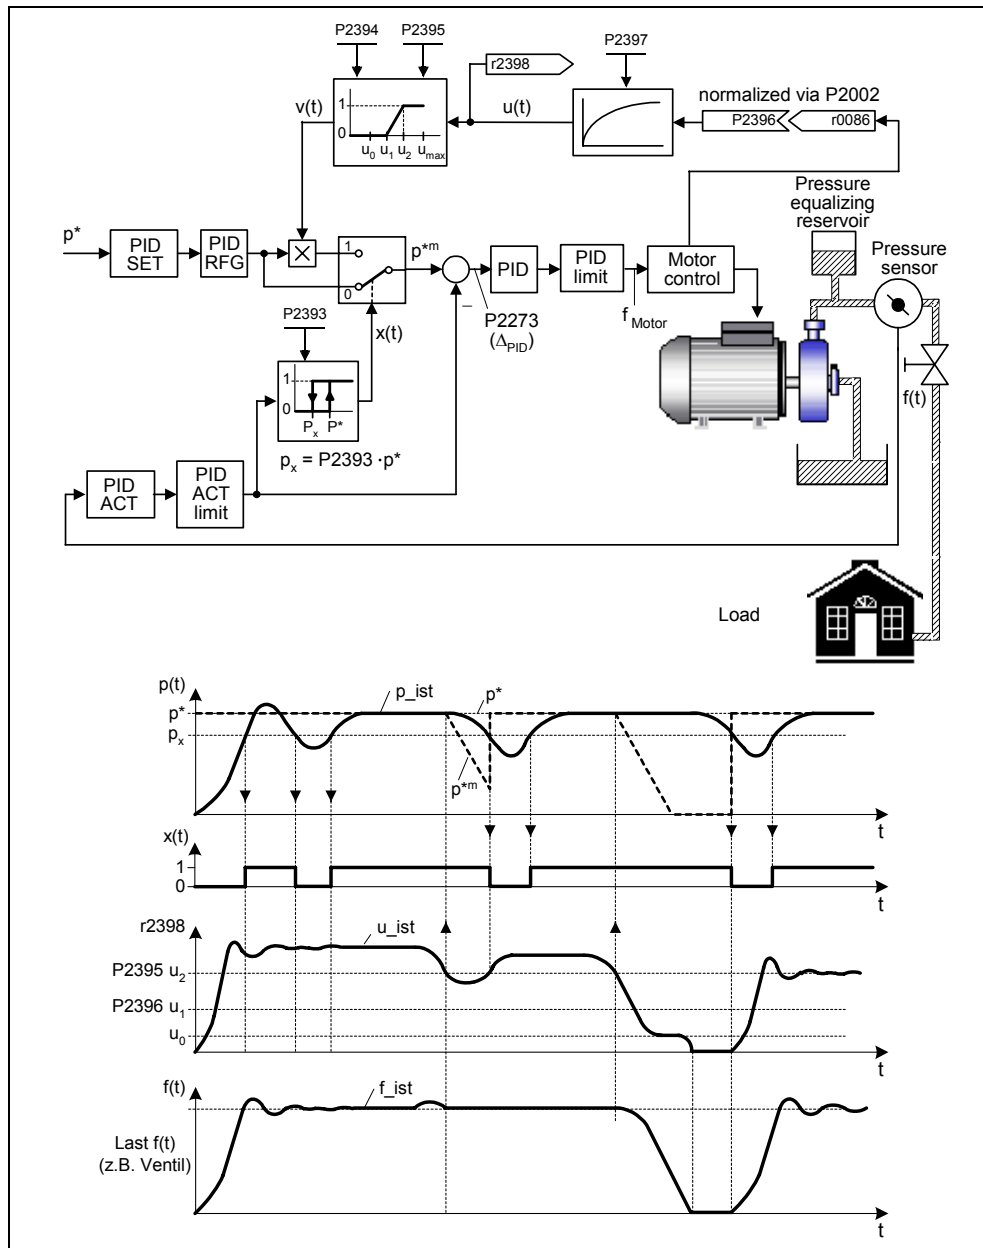 P2394 P2395
P2397
r2398
v(t) 1 0 u(t)
u0 u1 u2 umax
normalized via P2002
P2396 r0086
Pressure
equalizing
reservoir
Pressure
sensor
p*
PID
SET
PID
RFG
×
1
0
p*m
–
PID
PID
limit
Motor
control
P2273
(ΔPID)
fMotor
f(t)
P2393
x(t)
1
0
Px P*
px = P2393 · p*
PID
ACT
PID
ACT
limit
Load
p(t)
p_ist
p*
p*
px
p*m
t
x(t)
1
0
t
r2398
u_ist
P2395 u2
P2396 u1
u0
t
f(t)
f_ist
Last f(t)
(z.B. Ventil)
t